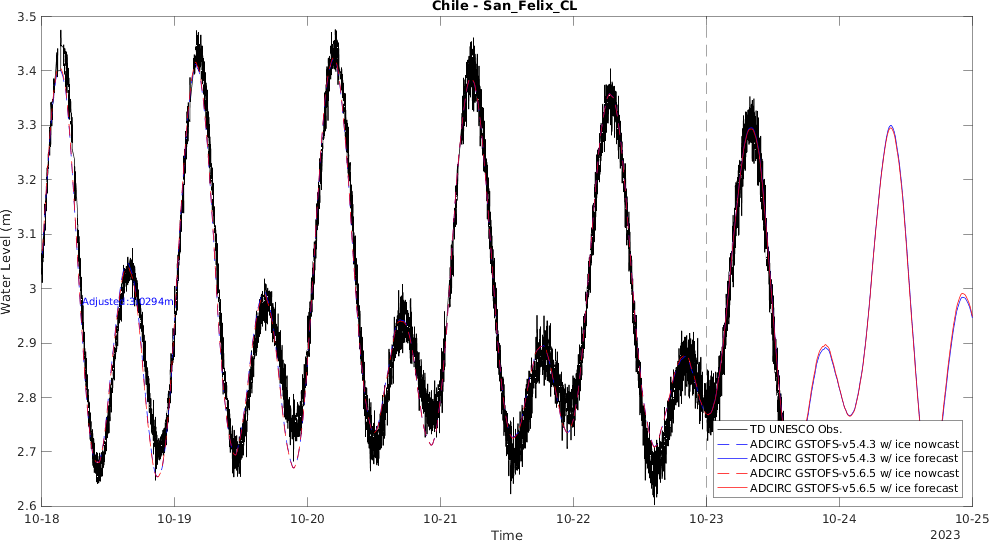 Chile - San_Felix_CL
3.5
3.4
3.3
3.2
3.1
3
2.9
2.8
2.7
2.6
Water Level (m)
Adjusted:3.0294m
TD UNESCO Obs.
ADCIRC GSTOFS-v5.4.3 w/ ice nowcast
ADCIRC GSTOFS-v5.4.3 w/ ice forecast
ADCIRC GSTOFS-v5.6.5 w/ ice nowcast
ADCIRC GSTOFS-v5.6.5 w/ ice forecast
10-18 10-19 10-20 10-21 10-22 10-23 10-24 10-25
Time
2023